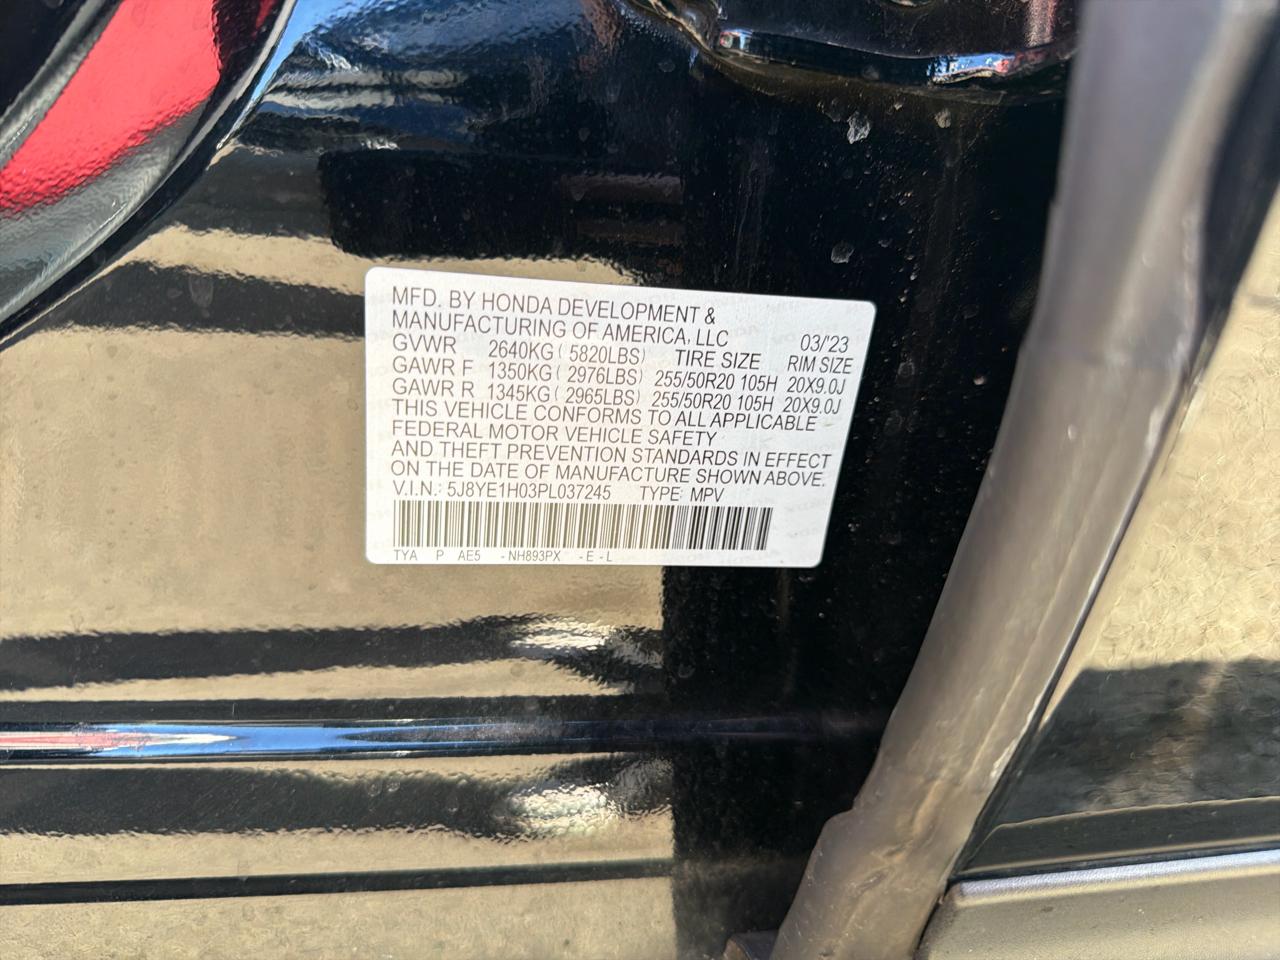 MFD. BY HONDA DEVELOPMENT &
MANUFACTURING OF AMERICA, LLC 03/'23
GVWR 2640KG ( 5820LBS) TIRE SIZE RIM SIZE
GAWR F 1350KG ( 2976LBS) 255/50R20 105H 20X9.0J
GAWR R 1345KG ( 2965LBS) 255/50R20 105H 20X9.0J
THIS VEHICLE CONFORMS TO ALL APPLICABLE
FEDERAL MOTOR VEHICLE SAFETY
AND THEFT PREVENTION STANDARDS IN EFFECT
ON THE DATE OF MANUFACTURE SHOWN ABOVE.
V.I.N.: 5J8YE1H03PL037245 TYPE: MPV
TYA P AE5 - NH893PX - E - L